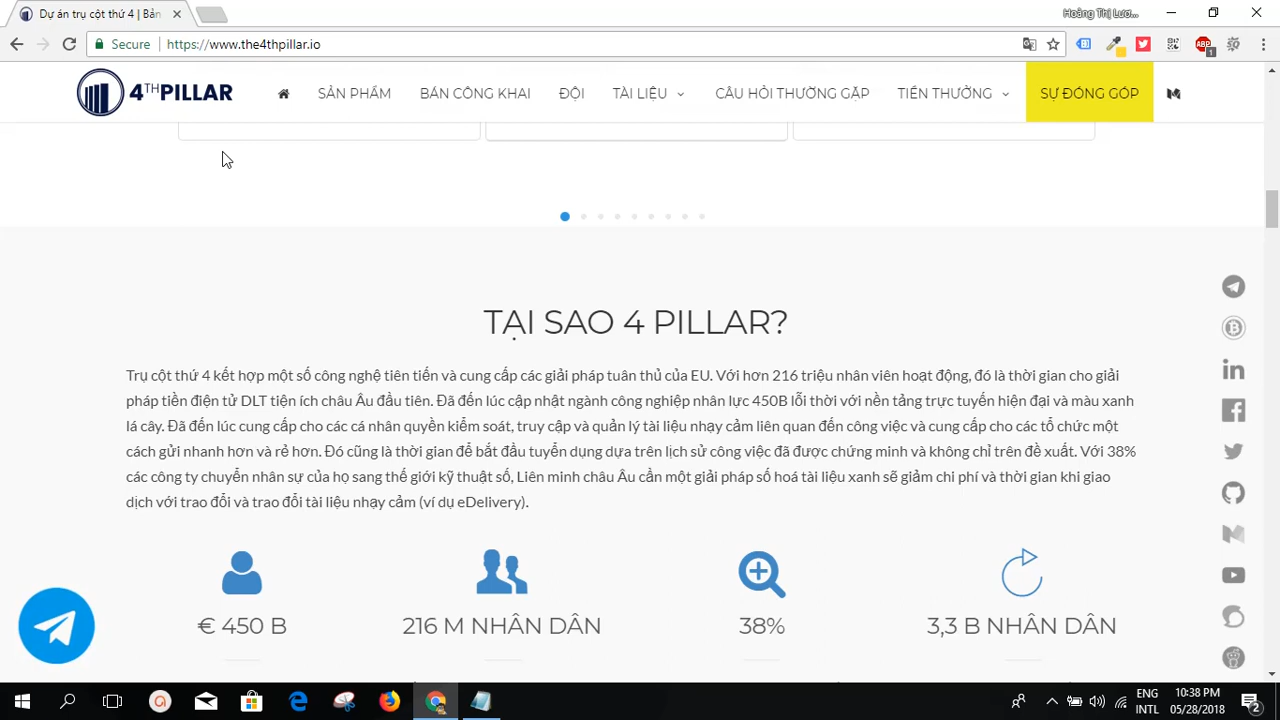 Dự án trụ cột thứ 4 | Bản
Hoàng Thị Lươ...
Secure
https://www.the4thpillar.io
ABP
1
4THPILLAR
SẢN PHẨM
BÁN CÔNG KHAI
ĐỘI
TÀI LIỆU
CÂU HỎI THƯỜNG GẶP
TIỀN THƯỞNG
SỰ ĐÓNG GÓP
TẠI SAO 4 PILLAR?
Trụ cột thứ 4 kết hợp một số công nghệ tiên tiến và cung cấp các giải pháp tuân thủ của EU. Với hơn 216 triệu nhân viên hoạt động, đó là thời gian cho giải
pháp tiền điện tử DLT tiện ích châu Âu đầu tiên. Đã đến lúc cập nhật ngành công nghiệp nhân lực 450B lỗi thời với nền tảng trực tuyến hiện đại và màu xanh
lá cây. Đã đến lúc cung cấp cho các cá nhân quyền kiểm soát, truy cập và quản lý tài liệu nhạy cảm liên quan đến công việc và cung cấp cho các tổ chức một
cách gửi nhanh hơn và rẻ hơn. Đó cũng là thời gian để bắt đầu tuyển dụng dựa trên lịch sử công việc đã được chứng minh và không chỉ trên đề xuất. Với 38%
các công ty chuyển nhân sự của họ sang thế giới kỹ thuật số, Liên minh châu Âu cần một giải pháp số hoá tài liệu xanh sẽ giảm chi phí và thời gian khi giao
dịch với trao đổi và trao đổi tài liệu nhạy cảm (ví dụ eDelivery).
€ 450 B
216 M NHÂN DÂN
38%
3,3 B NHÂN DÂN
ENG
INTL
10:38 PM
05/28/2018
2